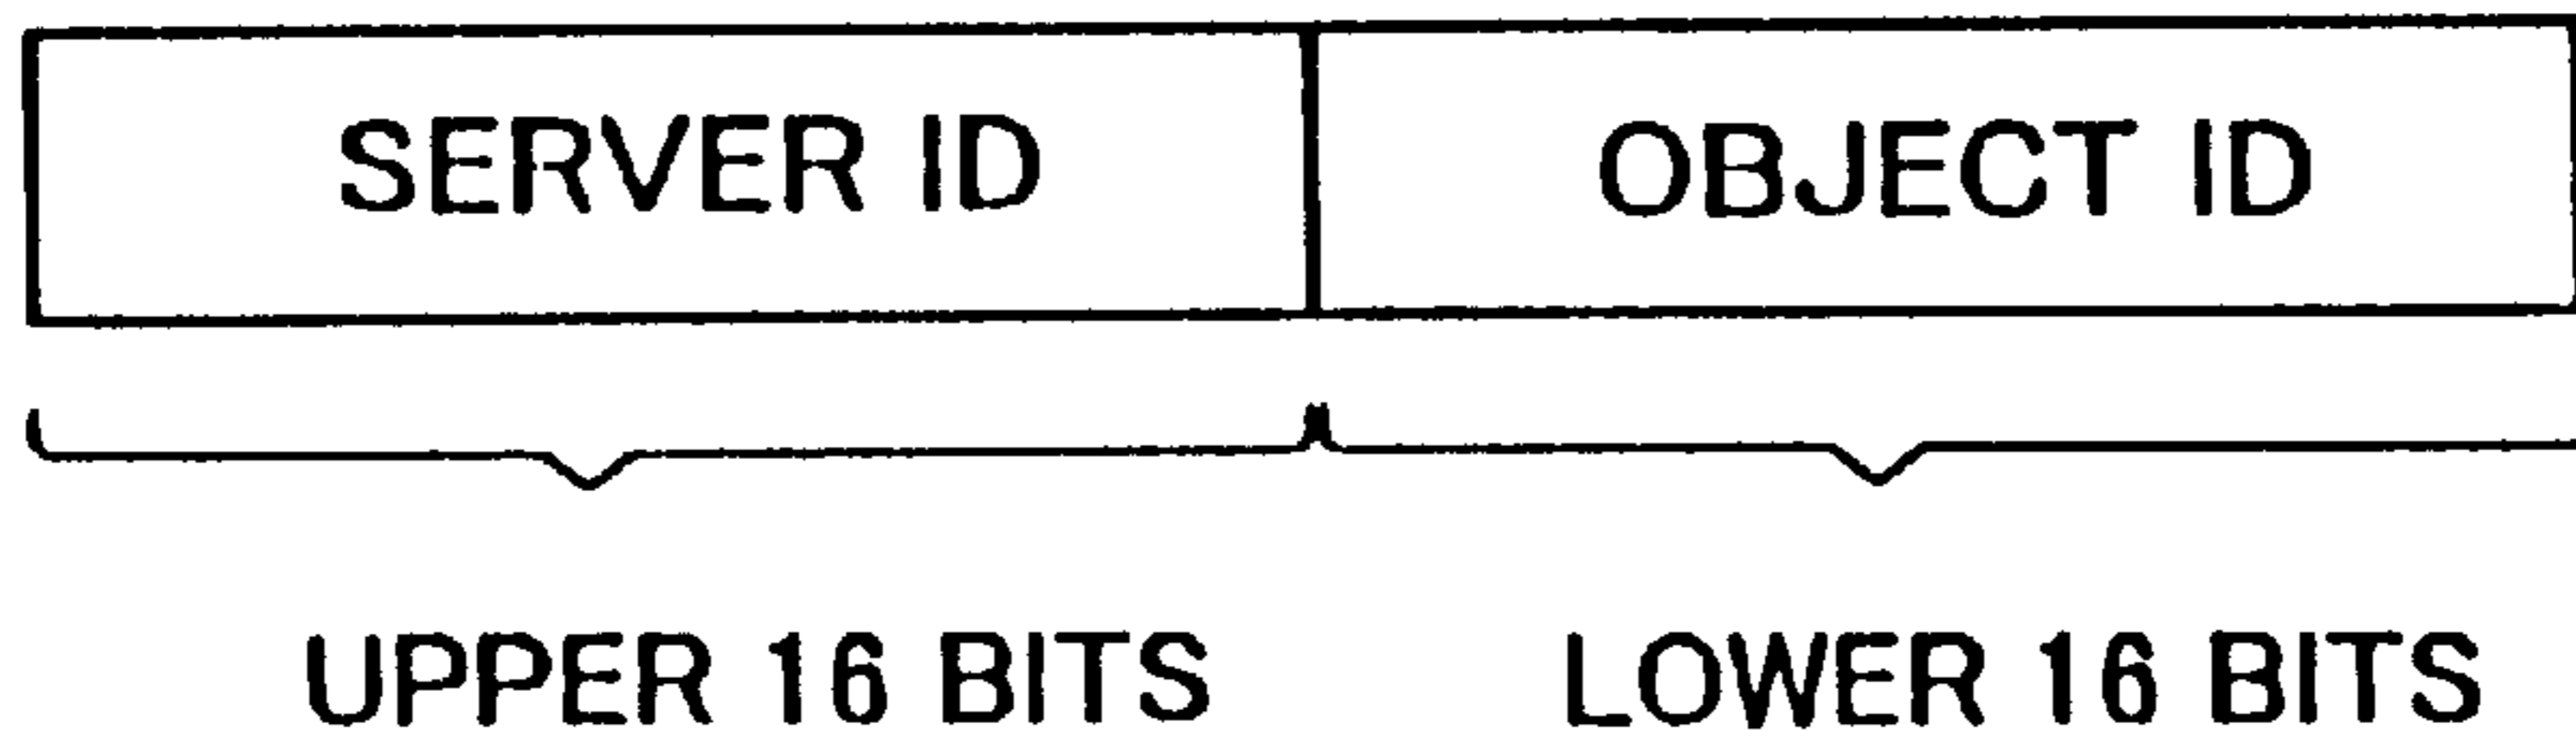 SERVER ID OBJECT ID
UPPER 16 BITS LOWER 16 BITS